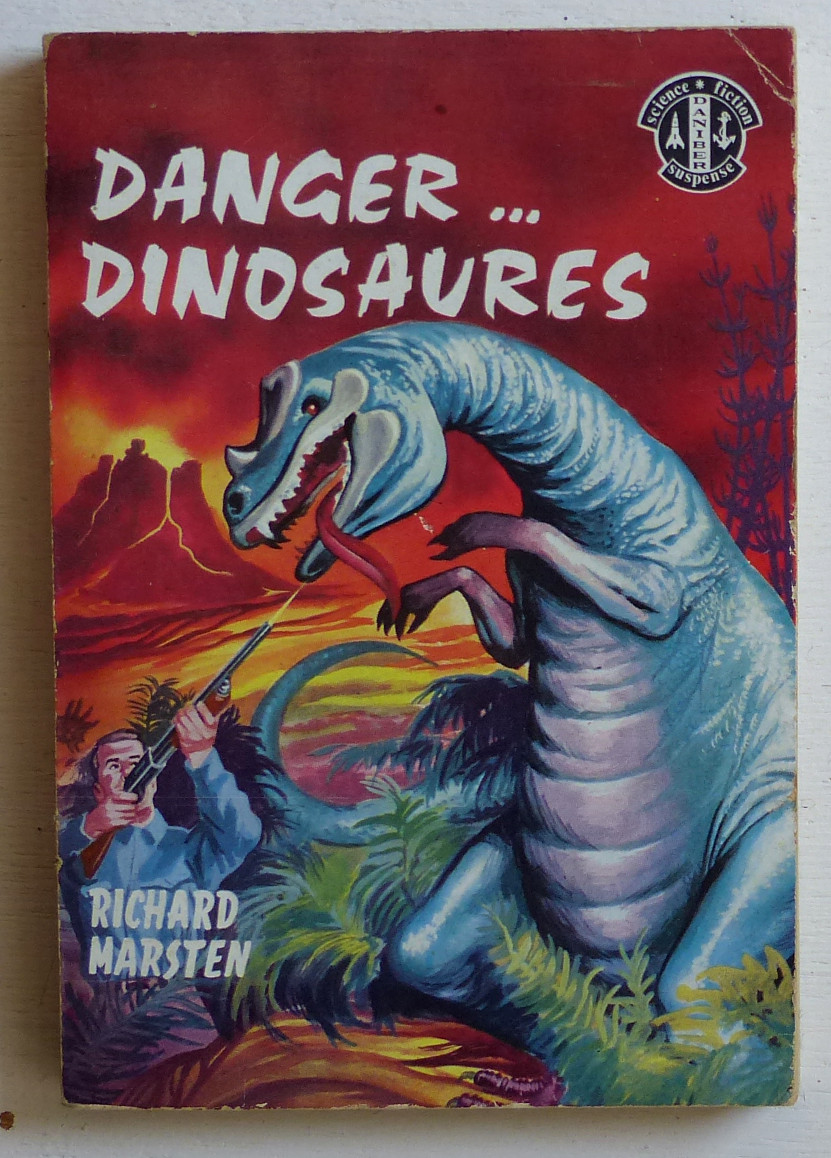 science * fiction
DANIBER
suspense
DANGER ...
DINOSAURES
RICHARD
MARSTEN